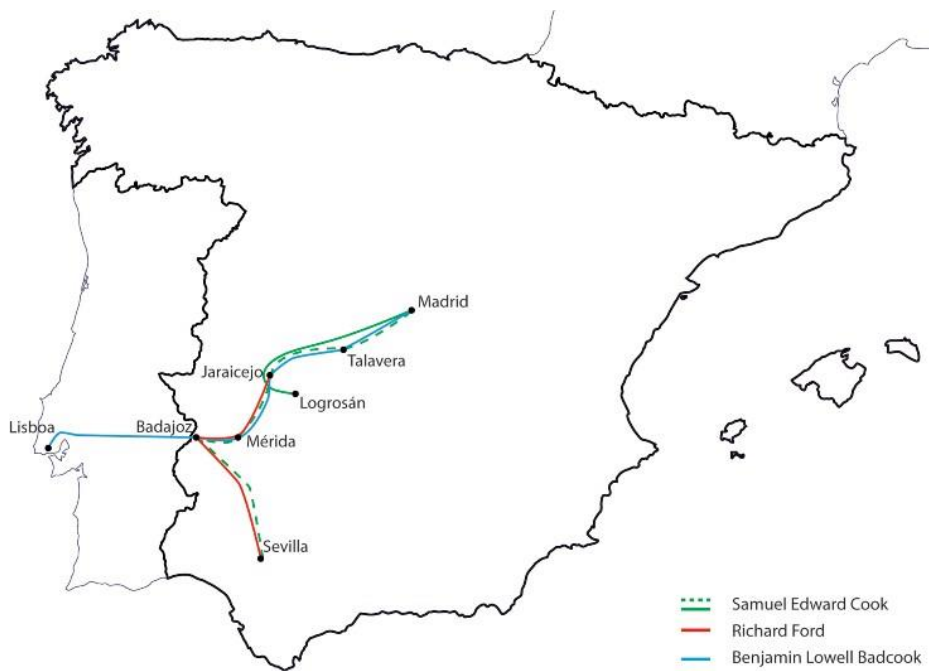 Madrid
Talavera
Jaraicejo
Logrosán
Lisboa
Badajoz
Mérida
Sevilla
Samuel Edward Cook
Richard Ford
Benjamin Lowell Badcook